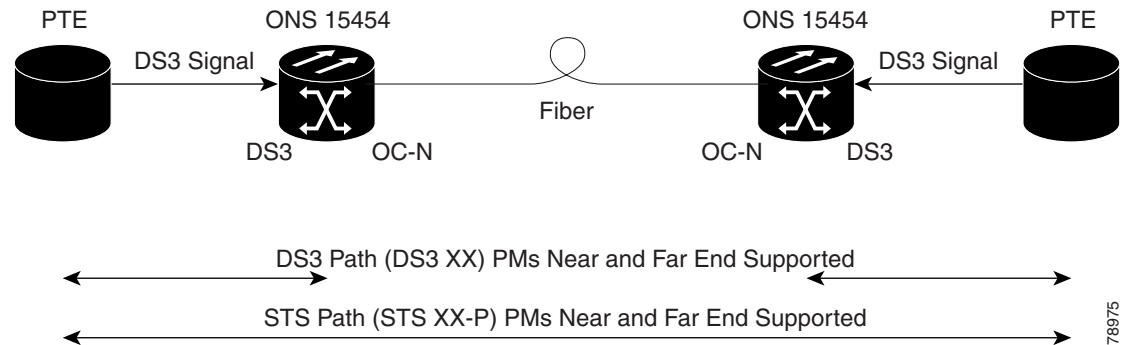 PTE
ONS 15454
ONS 15454
PTE
DS3 Signal
DS3 Signal
Fiber
DS3
OC-N
OC-N
DS3
DS3 Path (DS3 XX) PMs Near and Far End Supported
STS Path (STS XX-P) PMs Near and Far End Supported
78975